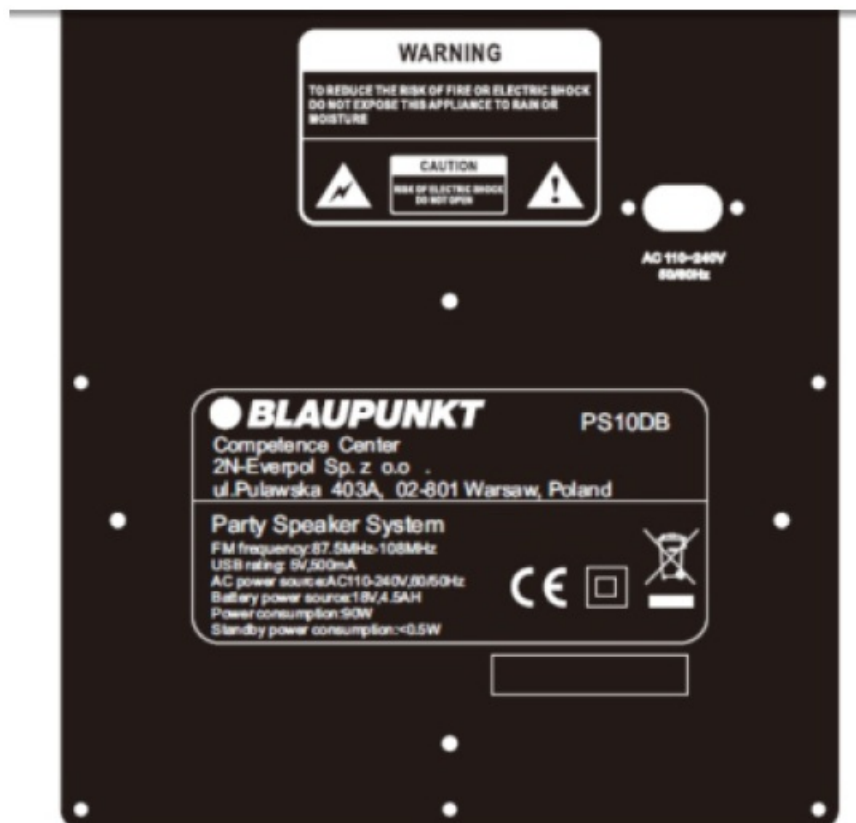 WARNING
TO REDUCE THE RISK OF FIRE OR ELECTRIC SHOCK
DO NOT EXPOSE THIS APPLIANCE TO RAIN OR
MOISTURE
CAUTION
RISK OF ELECTRIC SHOCK
DO NOT OPEN
AC 110~240V
50/60Hz
BLAUPUNKT PS10DB
Competence Center
2N-Everpol Sp. z o.o .
ul.Pulawska 403A, 02-801 Warsaw, Poland
Party Speaker System
FM frequency:87.5MHz-108MHz
USB rating: 5V,500mA
AC power source:AC110-240V,60/50Hz
Battery power source:18V,4.5AH
Power consumption:90W
Standby power consumption:<0.5W
CE